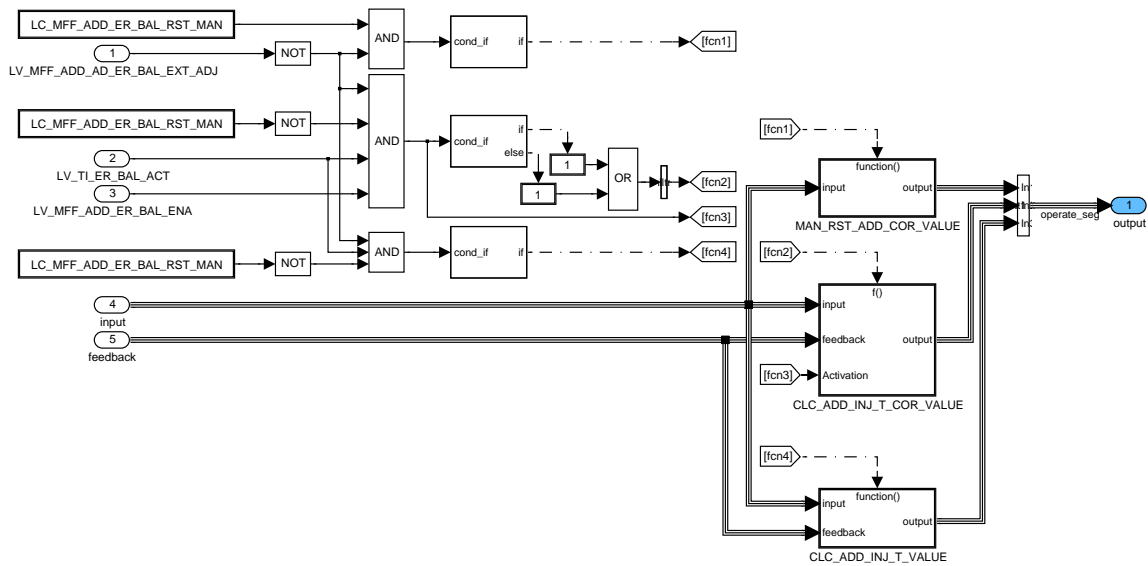 LC_MFF_ADD_ER_BAL_RST_MAN
1
LV_MFF_ADD_AD_ER_BAL_EXT_ADJ
NOT
AND
cond_if
if
[fcn1]
LC_MFF_ADD_ER_BAL_RST_MAN
NOT
2
LV_TI_ER_BAL_ACT
3
LV_MFF_ADD_ER_BAL_ENA
AND
cond_if
if
else
1
1
OR
[fcn2]
[fcn3]
LC_MFF_ADD_ER_BAL_RST_MAN
NOT
AND
cond_if
if
[fcn4]
4
input
5
feedback
[fcn1]
function()
input
output
MAN_RST_ADD_COR_VALUE
[fcn2]
f()
input
feedback
output
[fcn3]
Activation
CLC_ADD_INJ_T_COR_VALUE
[fcn4]
function()
input
feedback
output
CLC_ADD_INJ_T_VALUE
operate_seg
1
output